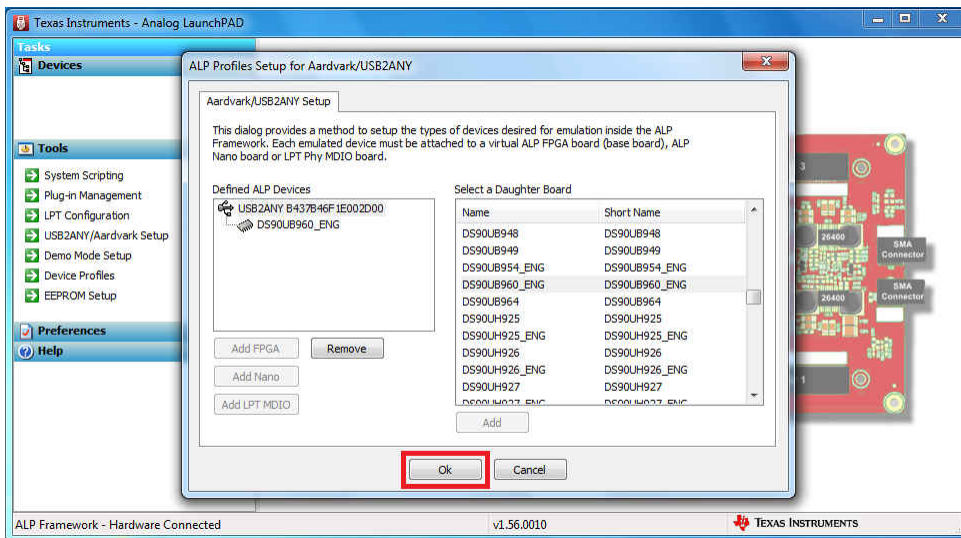 Texas Instruments - Analog LaunchPAD
Tasks
Devices
Tools
System Scripting
Plug-in Management
LPT Configuration
USB2ANY/Aardvark Setup
Demo Mode Setup
Device Profiles
EEPROM Setup
Preferences
Help
ALP Profiles Setup for Aardvark/USB2ANY
Aardvark/USB2ANY Setup
This dialog provides a method to setup the types of devices desired for emulation inside the ALP
Framework. Each emulated device must be attached to a virtual ALP FPGA board (base board), ALP
Nano board or LPT Phy MDIO board.
Defined ALP Devices
USB2ANY B437B46F1E002D00
DS90UB960_ENG
Add FPGA Remove
Add Nano
Add LPT MDIO
Select a Daughter Board
Name Short Name
DS90UB948 DS90UB948
DS90UB949 DS90UB949
DS90UB954_ENG DS90UB954_ENG
DS90UB960_ENG DS90UB960_ENG
DS90UB964 DS90UB964
DS90UH925 DS90UH925
DS90UH925_ENG DS90UH925_ENG
DS90UH926 DS90UH926
DS90UH926_ENG DS90UH926_ENG
DS90UH927 DS90UH927
DS90UH927_ENG DS90UH927_ENG
Add
Ok Cancel
3
26400
SMA
Connector
26400
SMA
Connector
1
ALP Framework - Hardware Connected v1.56.0010 TEXAS INSTRUMENTS